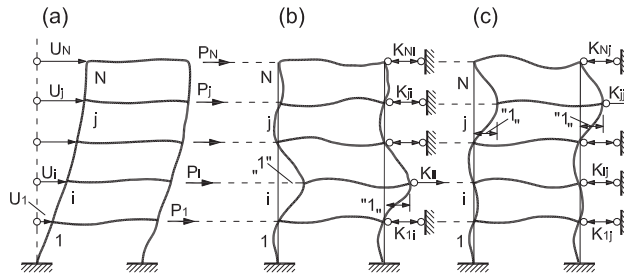 (a) (b) (c)
U_N N P_N K_Ni N K_Nj
U_j j P_j j K_ji j "1" "1" K_jj
U_i i P_i "1" K_ii K_ij
U_1 i "1" i
1 P_1 1 K_1i 1 K_1j